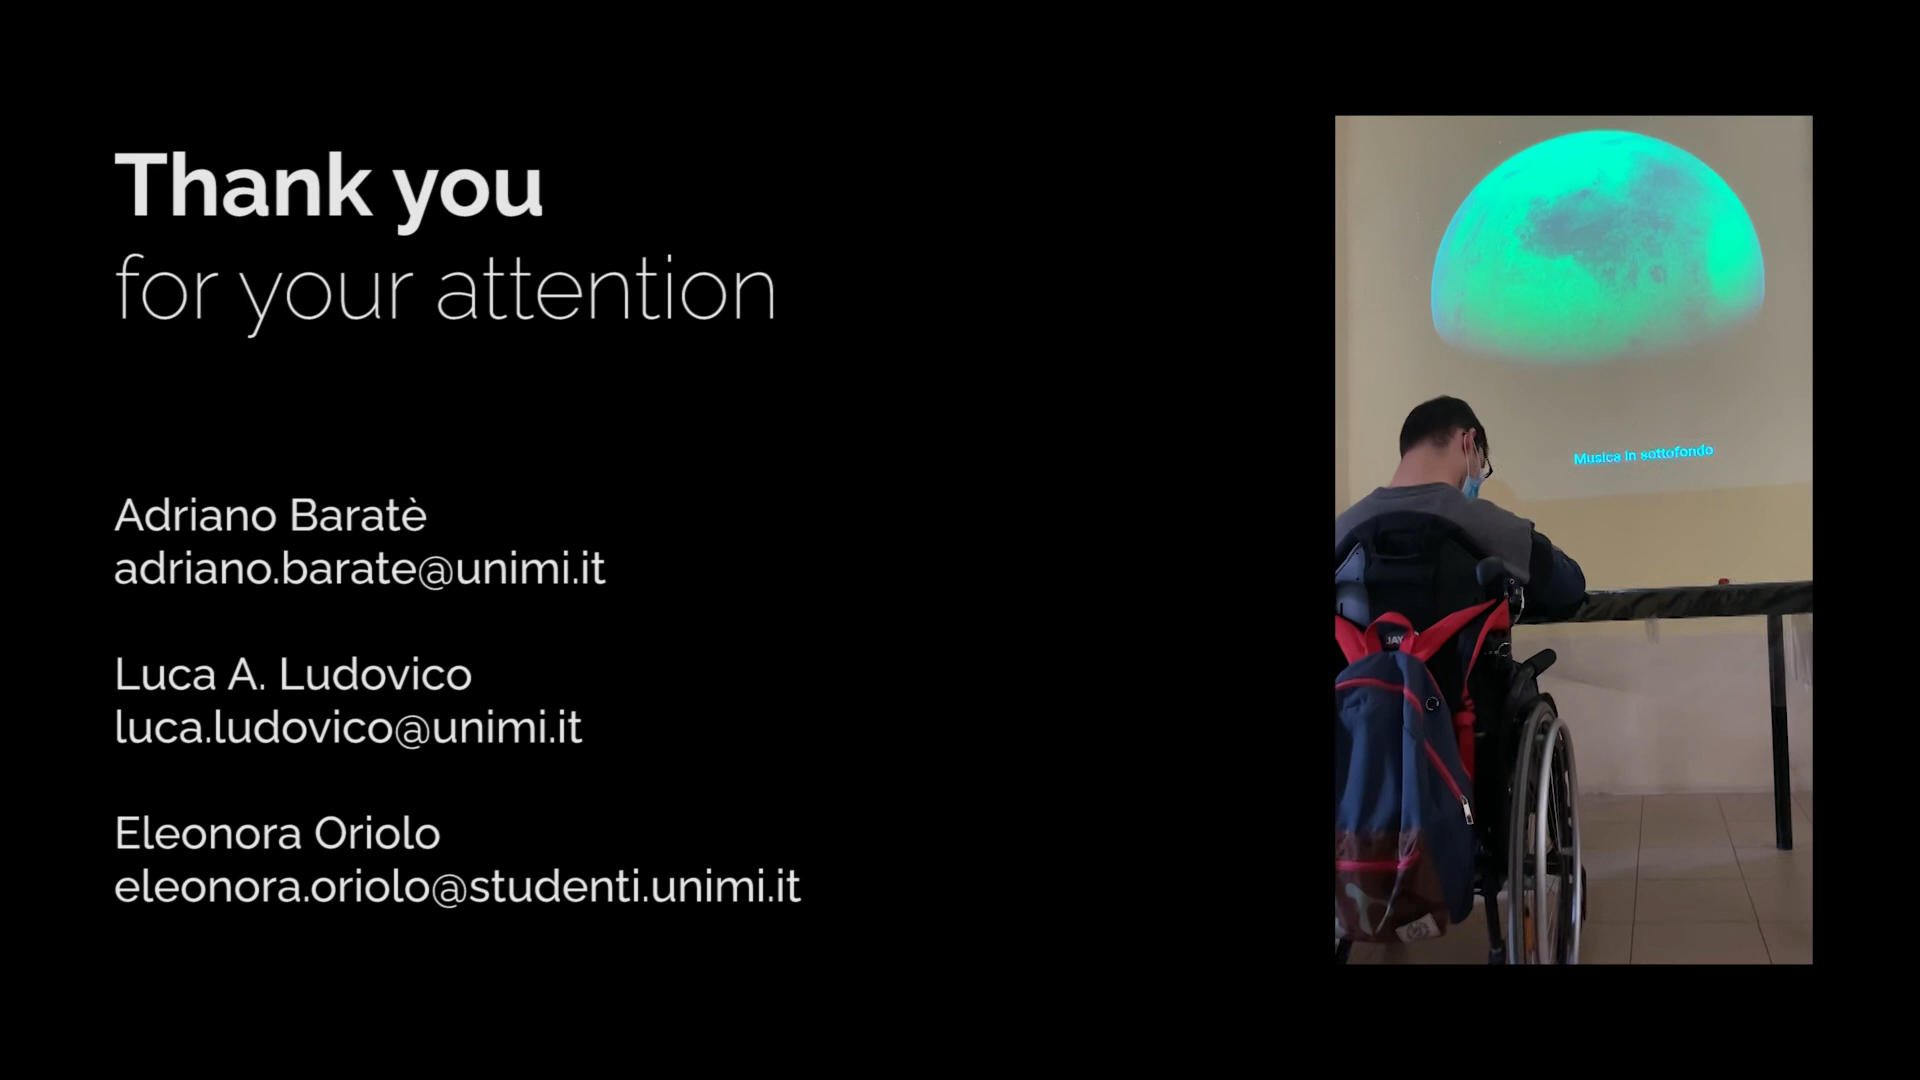 Thank you
for your attention
Adriano Baratè
adriano.barate@unimi.it
Luca A. Ludovico
luca.ludovico@unimi.it
Eleonora Oriolo
eleonora.oriolo@studenti.unimi.it
Musica in sottofondo
JAY